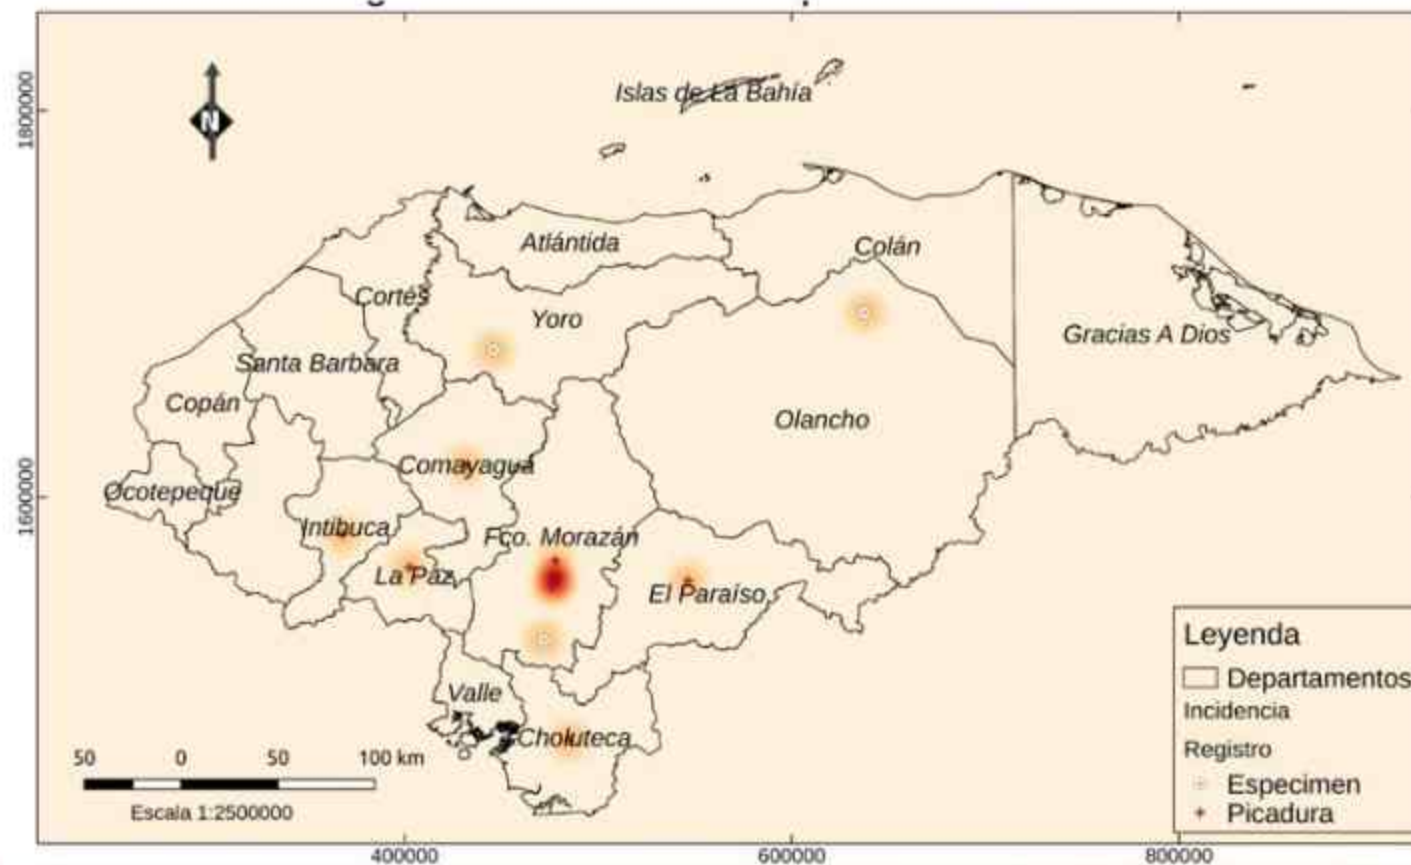 1800000
N
Islas de La Bahía
Atlántida
Colán
Cortés
Yoro
Gracias A Dios
Santa Barbara
Copán
Olancho
Comayagua
Ocotepeque
1600000
Intibuca
Fco. Morazán
La Paz
El Paraíso
Valle
Choluteca
Leyenda
Departamentos
Incidencia
Registro
Especimen
Picadura
50 0 50 100 km
Escala 1:2500000
400000 600000 800000